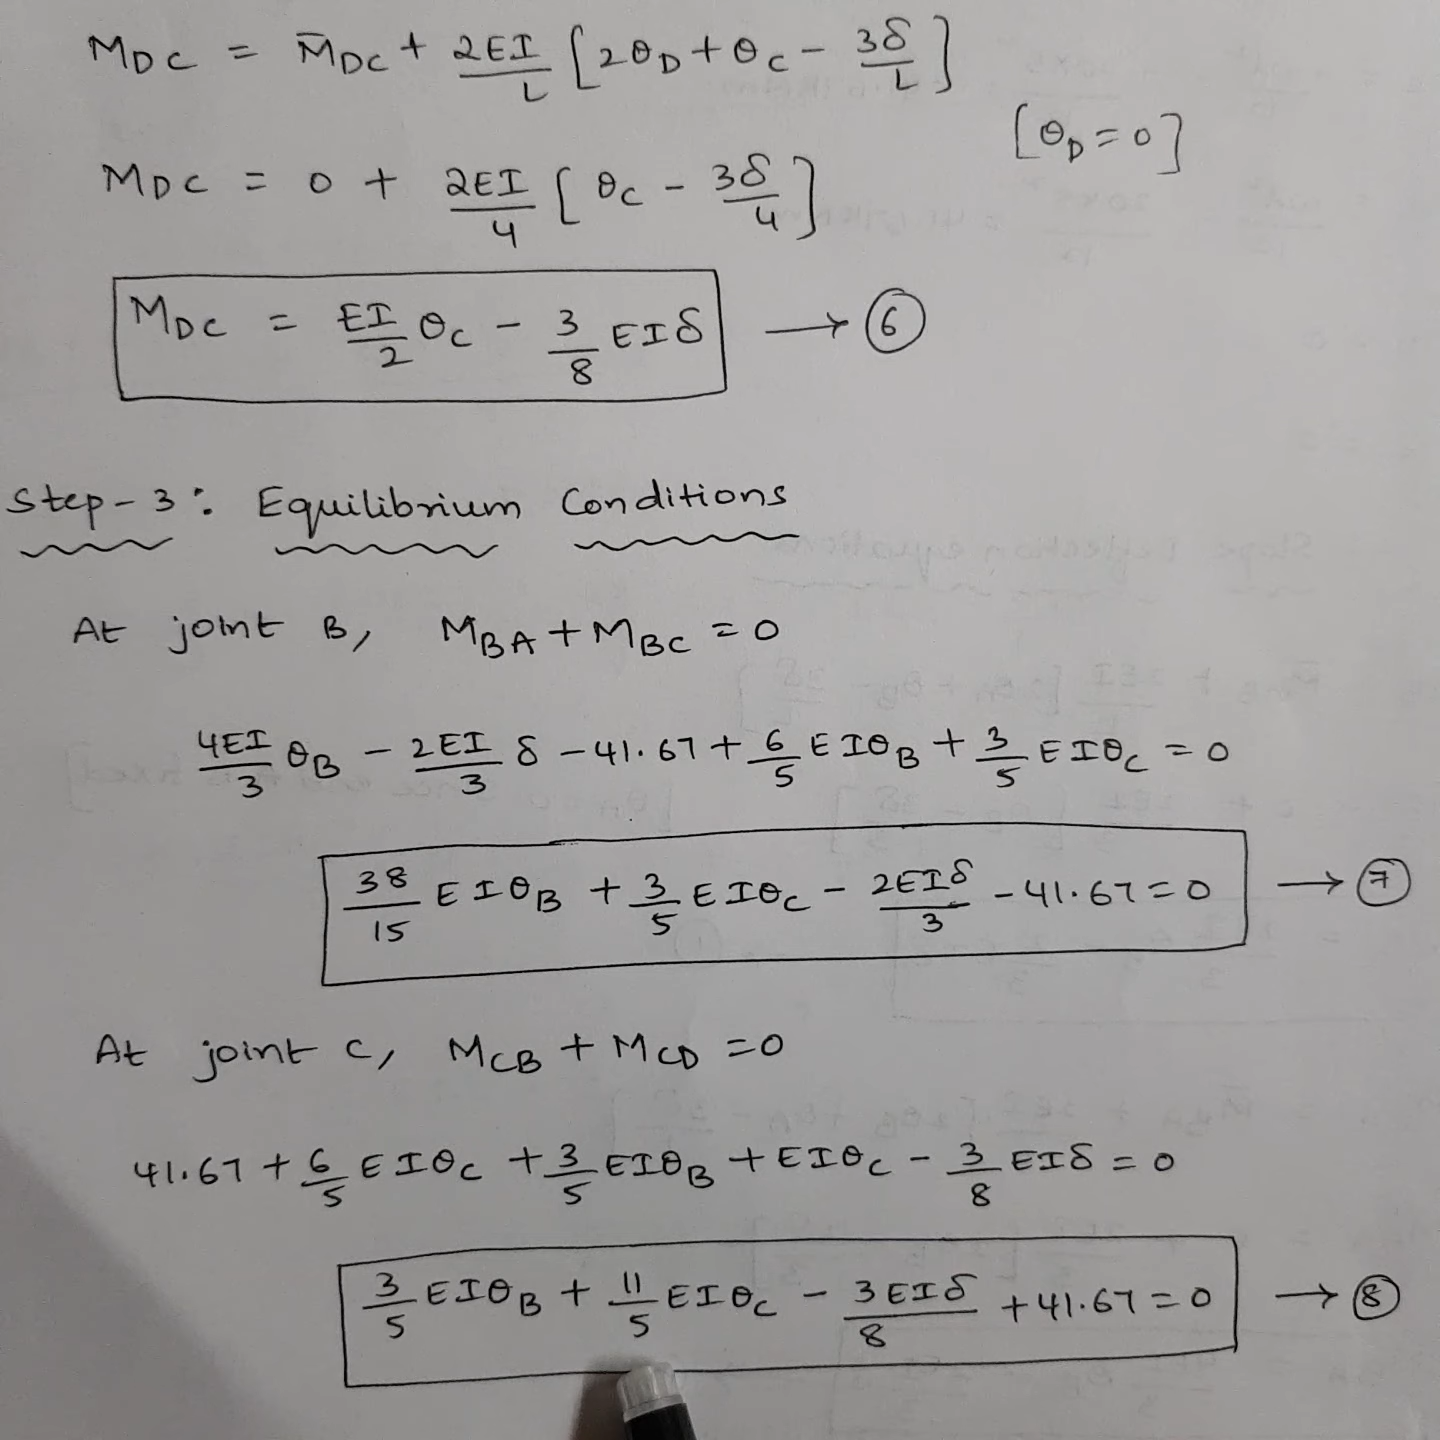 M̄DC = M̄DC + 2EI/L [2θD + θC - 3δ/L]
[θD = 0]
MDC = 0 + 2EI/4 [θC - 3δ/4]
MDC = EI/2 θC - 3/8 EIδ → 6
Step-3: Equilibrium Conditions
At joint B, MBA + MBC = 0
4EI/3 θB - 2EI/3 δ - 41.67 + 6/5 EIθB + 3/5 EIθC = 0
38/15 EIθB + 3/5 EIθC - 2EIδ/3 - 41.67 = 0 → 7
At joint C, MCB + MCD = 0
41.67 + 6/5 EIθC + 3/5 EIθB + EIθC - 3/8 EIδ = 0
3/5 EIθB + 11/5 EIθC - 3EIδ/8 + 41.67 = 0 → 8